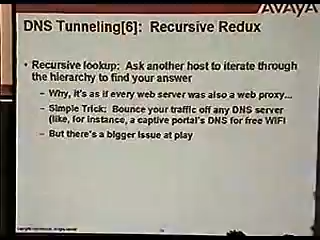 AVAYA
DNS Tunneling[6]: Recursive Redux
• Recursive lookup: Ask another host to iterate through
the hierarchy to find your answer
– Why, it's as if every web server was also a web proxy...
– Simple Trick: Bounce your traffic off any DNS server
(like, for instance, a captive portal's DNS for free WiFi
– But there's a bigger issue at play